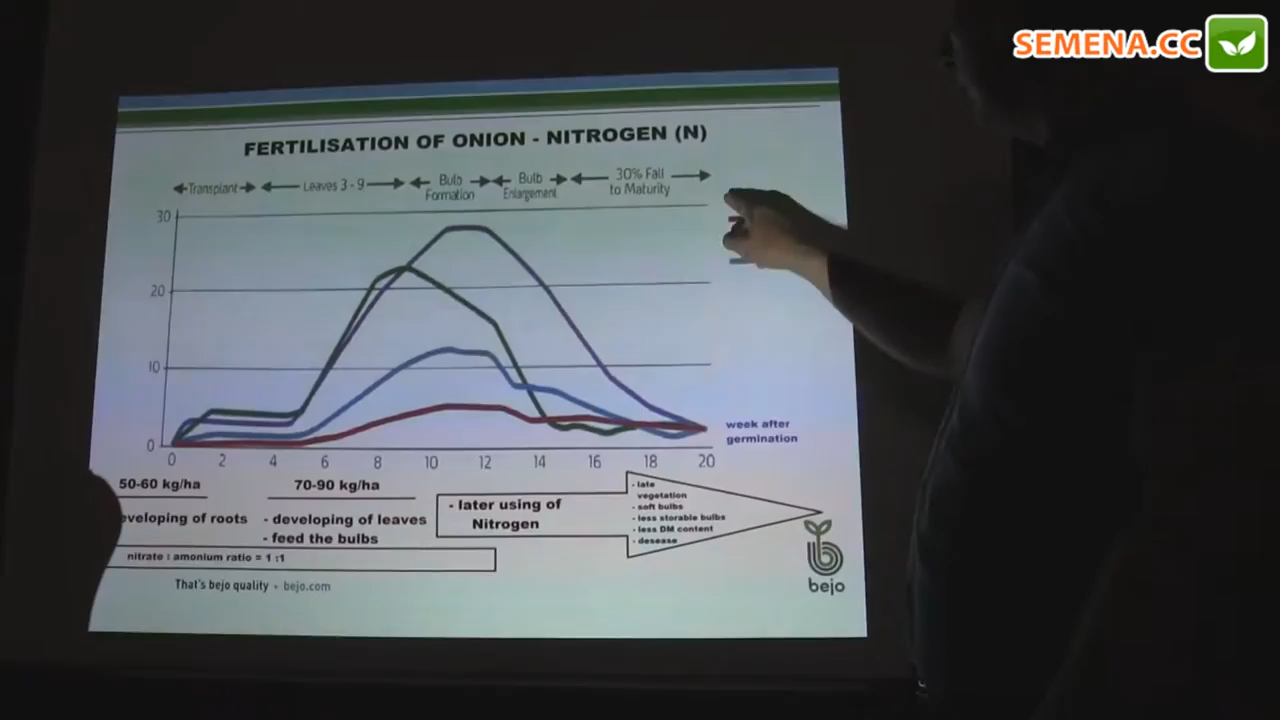 SEMENA.CC
FERTILISATION OF ONION - NITROGEN (N)
Transplant
Leaves 3 - 9
Bulb
Formation
Bulb
Enlargement
30% Fall
to Maturity
30
20
10
0
0 2 4 6 8 10 12 14 16 18 20
week after
germination
50-60 kg/ha
70-90 kg/ha
eveloping of roots
- developing of leaves
- feed the bulbs
- later using of
Nitrogen
- late
vegetation
- soft bulbs
- less storable bulbs
- less DM content
- desease
nitrate : amonium ratio = 1 :1
That's bejo quality • bejo.com
bejo